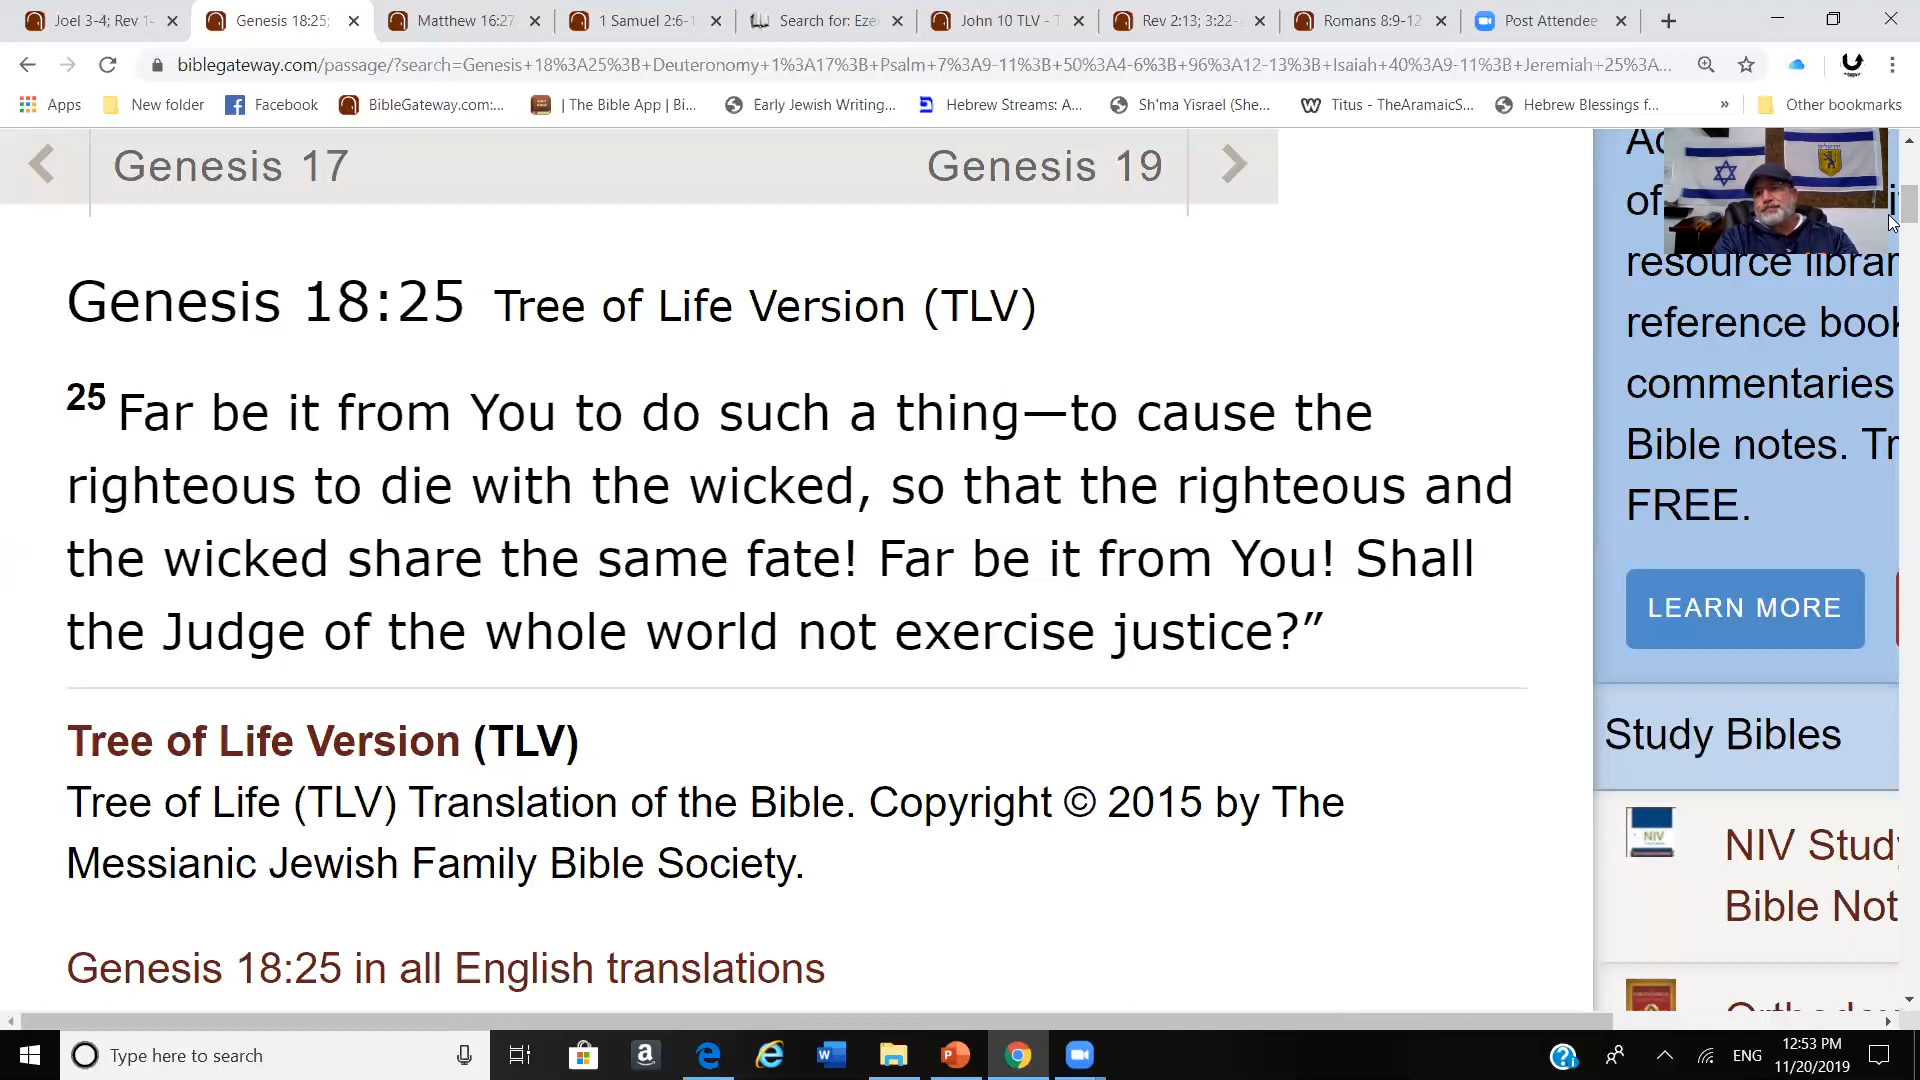 Joel 3-4; Rev 1-
Genesis 18:25;
Matthew 16:27
1 Samuel 2:6-
Search for: Eze
John 10 TLV -
Rev 2:13; 3:22-
Romans 8:9-12
Post Attendee
biblegateway.com/passage/?search=Genesis+18%3A25%3B+Deuteronomy+1%3A17%3B+Psalm+7%3A9-11%3B+50%3A4-6%3B+96%3A12-13%3B+Isaiah+40%3A9-11%3B+Jeremiah+25%3A...
Apps
New folder
Facebook
BibleGateway.com:...
| The Bible App | Bi...
Early Jewish Writing...
Hebrew Streams: A...
Sh'ma Yisrael (She...
Titus - TheAramaicS...
Hebrew Blessings f...
»
Other bookmarks
Genesis 17
Genesis 19
Genesis 18:25 Tree of Life Version (TLV)
25 Far be it from You to do such a thing—to cause the
righteous to die with the wicked, so that the righteous and
the wicked share the same fate! Far be it from You! Shall
the Judge of the whole world not exercise justice?”
Tree of Life Version (TLV)
Tree of Life (TLV) Translation of the Bible. Copyright © 2015 by The
Messianic Jewish Family Bible Society.
Genesis 18:25 in all English translations
of
resource librar
reference book
commentaries
Bible notes. Tr
FREE.
LEARN MORE
Study Bibles
NIV
NIV Study
Bible Not
Type here to search
ENG
12:53 PM
11/20/2019